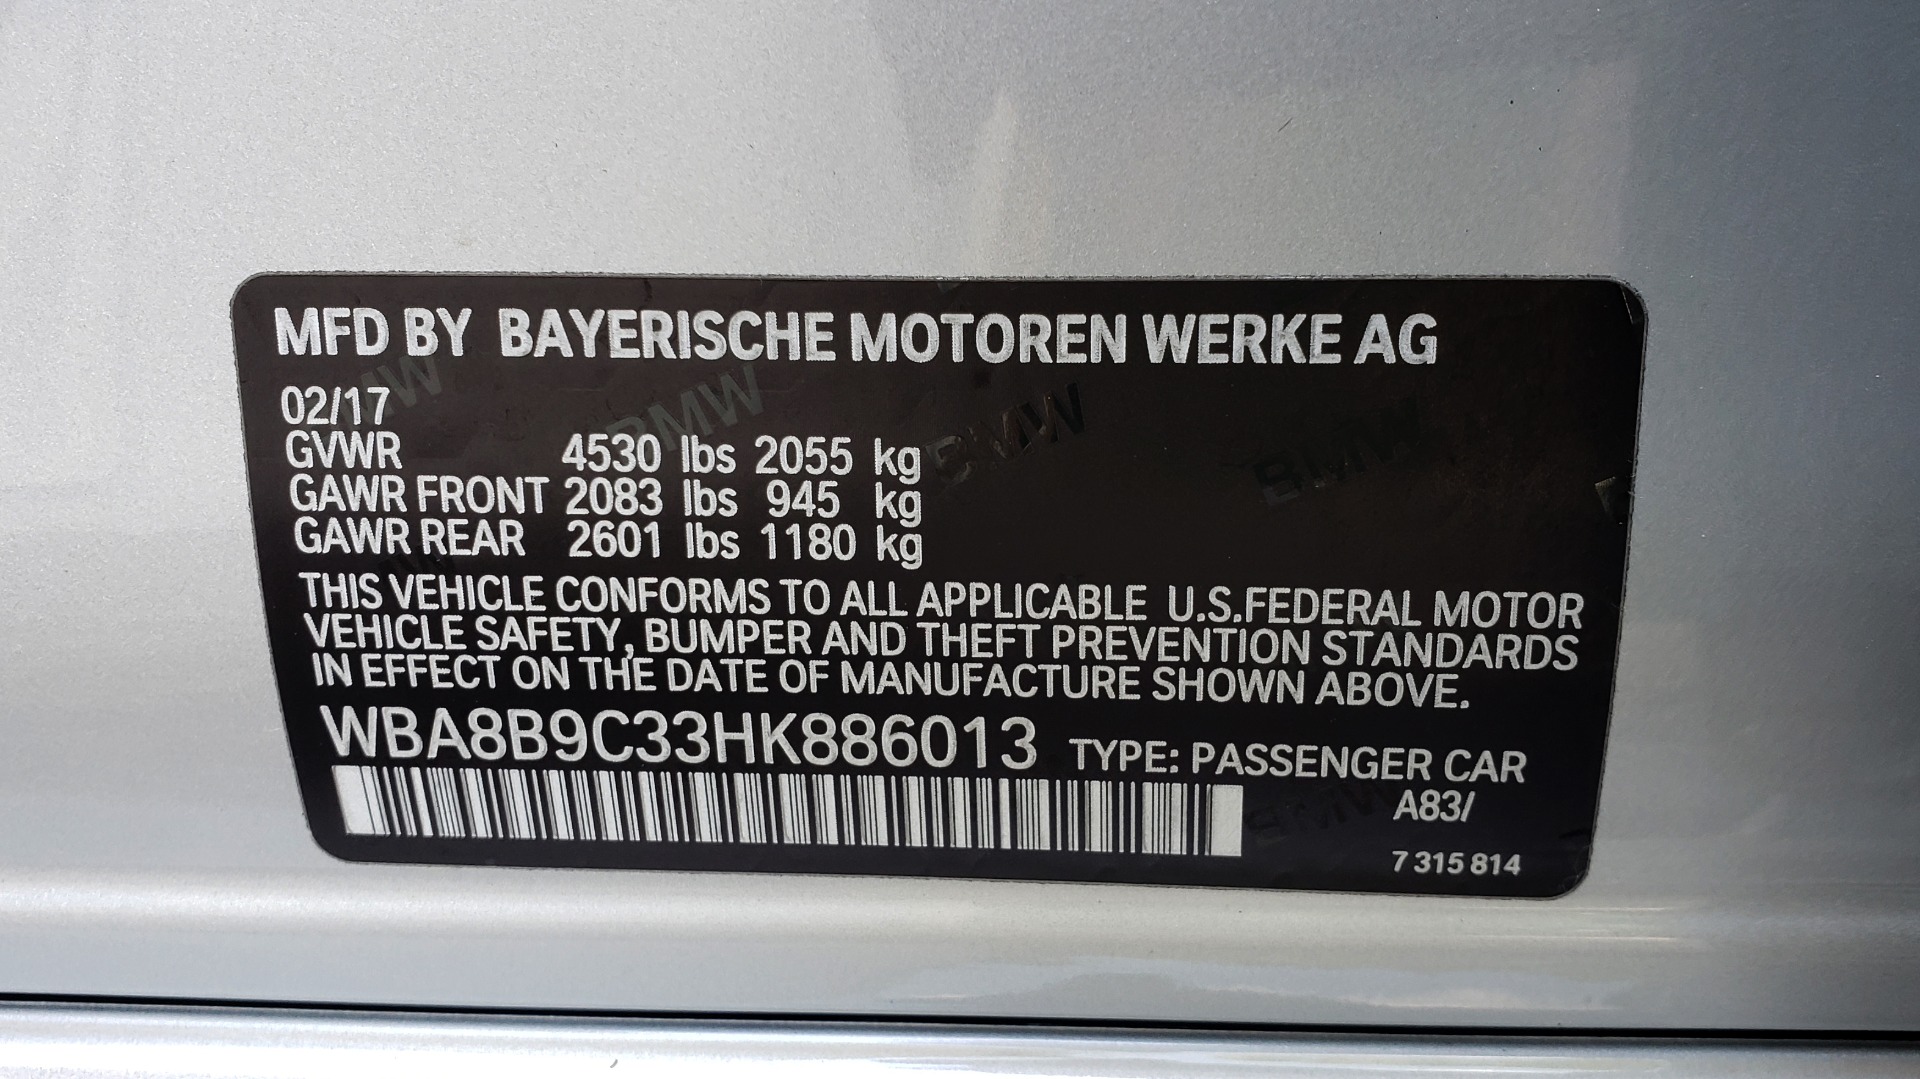 MFD BY BAYERISCHE MOTOREN WERKE AG
02/17
GVWR 4530 lbs 2055 kg
GAWR FRONT 2083 lbs 945 kg
GAWR REAR 2601 lbs 1180 kg
THIS VEHICLE CONFORMS TO ALL APPLICABLE U.S.FEDERAL MOTOR
VEHICLE SAFETY, BUMPER AND THEFT PREVENTION STANDARDS
IN EFFECT ON THE DATE OF MANUFACTURE SHOWN ABOVE.
WBA8B9C33HK886013 TYPE: PASSENGER CAR
A83/
7 315 814